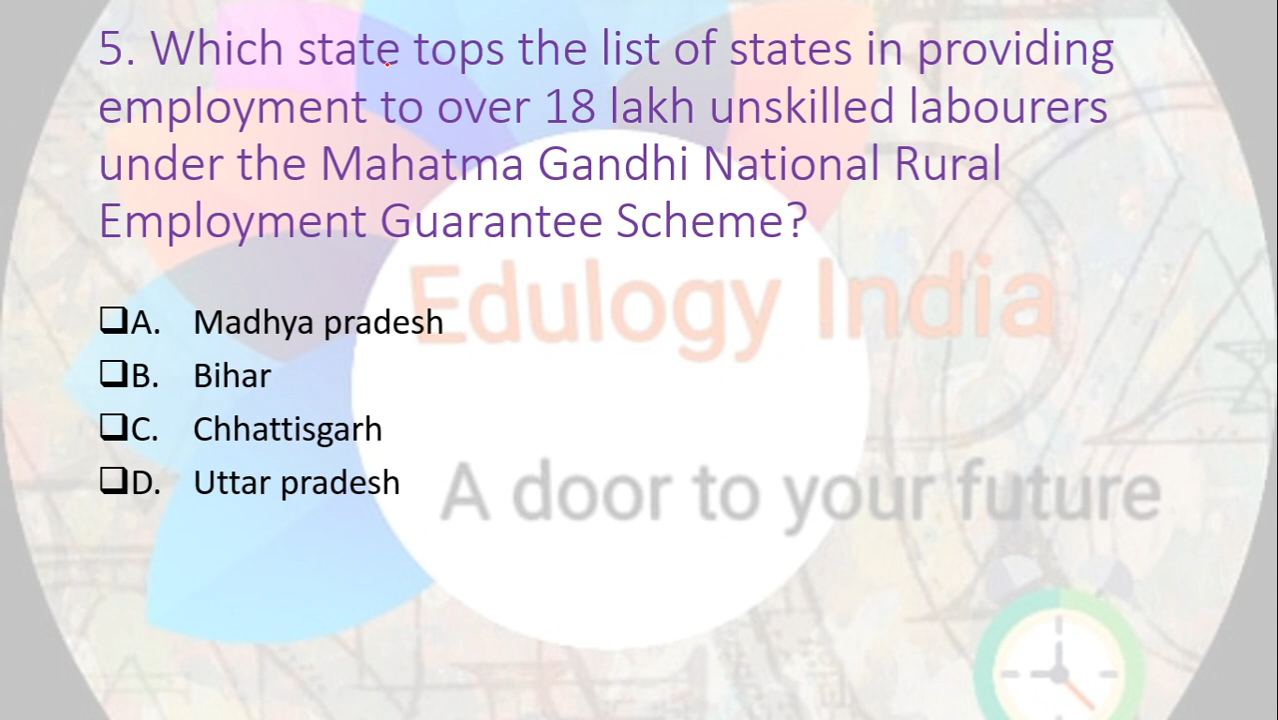 5. Which state tops the list of states in providing
employment to over 18 lakh unskilled labourers
under the Mahatma Gandhi National Rural
Employment Guarantee Scheme?
Edulogy India
A. Madhya pradesh
B. Bihar
C. Chhattisgarh
D. Uttar pradesh
A door to your future